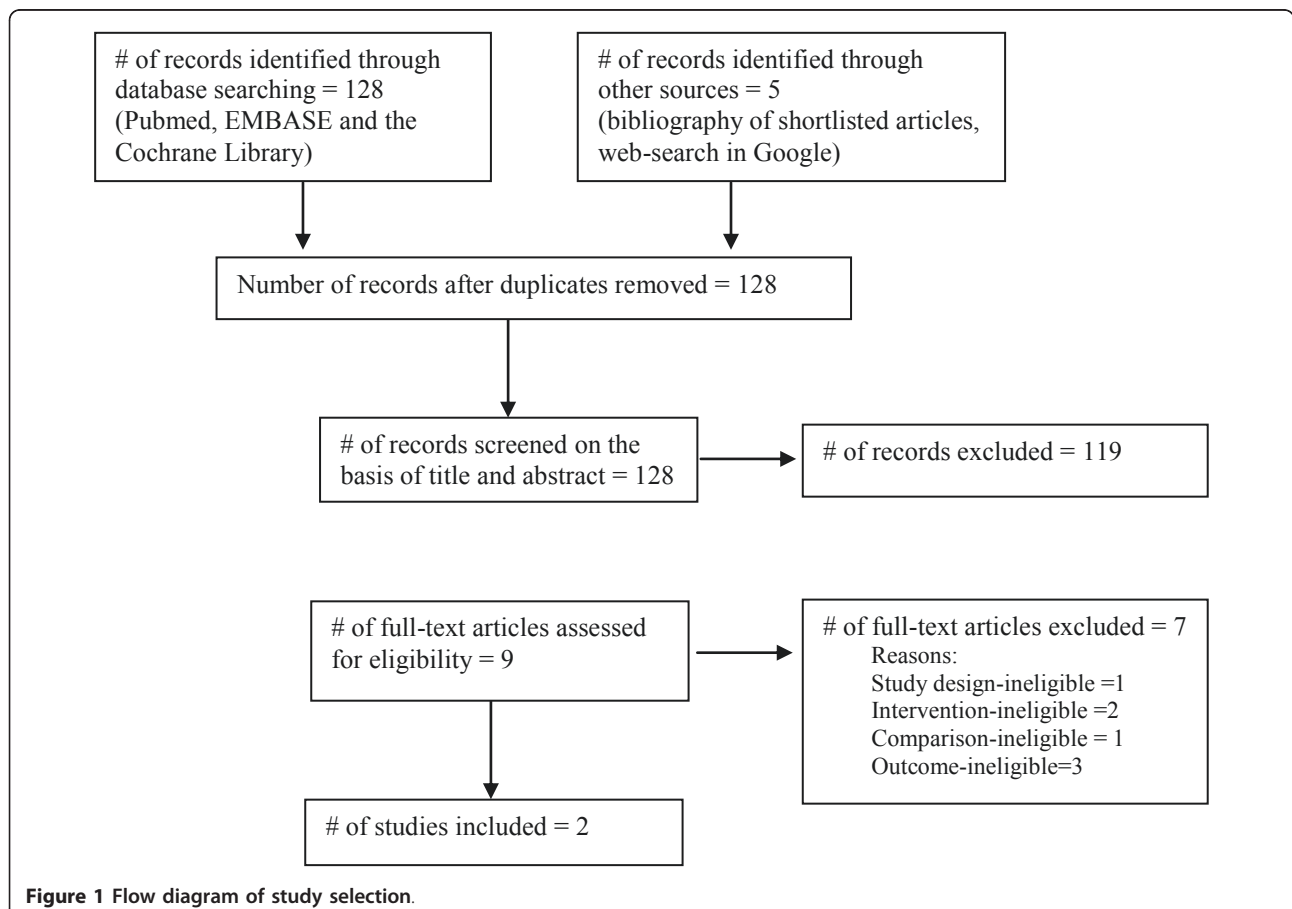 # of records identified through
database searching = 128
(Pubmed, EMBASE and the
Cochrane Library)
# of records identified through
other sources = 5
(bibliography of shortlisted articles,
web-search in Google)
Number of records after duplicates removed = 128
# of records screened on the
basis of title and abstract = 128
# of records excluded = 119
# of full-text articles assessed
for eligibility = 9
# of full-text articles excluded = 7
Reasons:
Study design-ineligible =1
Intervention-ineligible =2
Comparison-ineligible = 1
Outcome-ineligible=3
# of studies included = 2
Figure 1 Flow diagram of study selection.